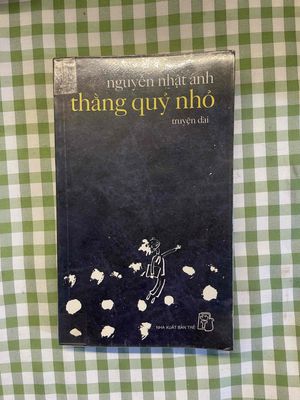 nguyễn nhật ánh
thằng quỷ nhỏ
truyện dài
NHÀ XUẤT BẢN TRẺ